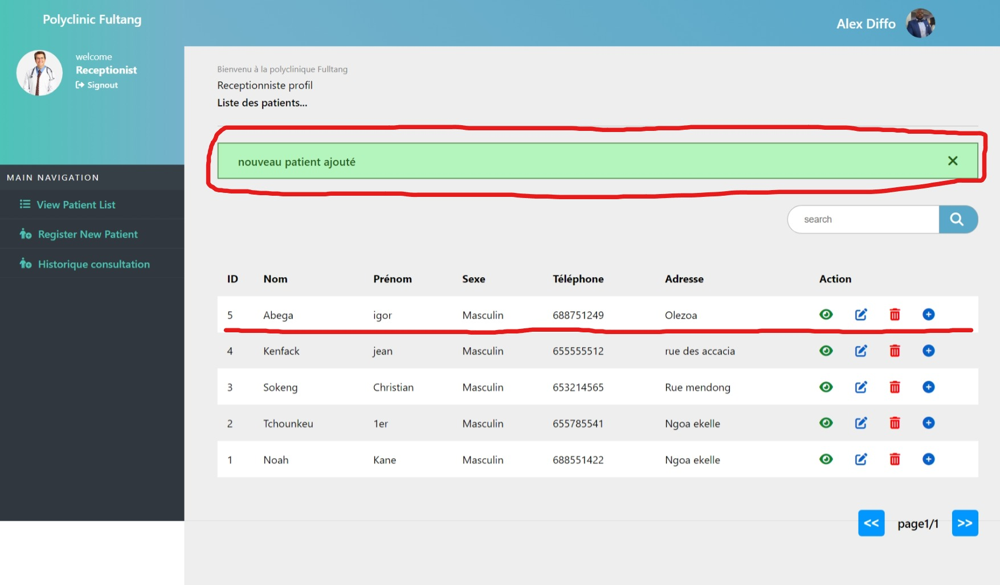 Polyclinic Fultang
Alex Diffo
welcome
Receptionist
Signout
MAIN NAVIGATION
View Patient List
Register New Patient
Historique consultation
Bienvenu à la polyclinique Fulltang
Receptionniste profil
Liste des patients...
nouveau patient ajouté
search
ID Nom Prénom Sexe Téléphone Adresse Action
5 Abega igor Masculin 688751249 Olezoa
4 Kenfack jean Masculin 655555512 rue des accacia
3 Sokeng Christian Masculin 653214565 Rue mendong
2 Tchounkeu 1er Masculin 655785541 Ngoa ekelle
1 Noah Kane Masculin 688551422 Ngoa ekelle
<< page1/1 >>